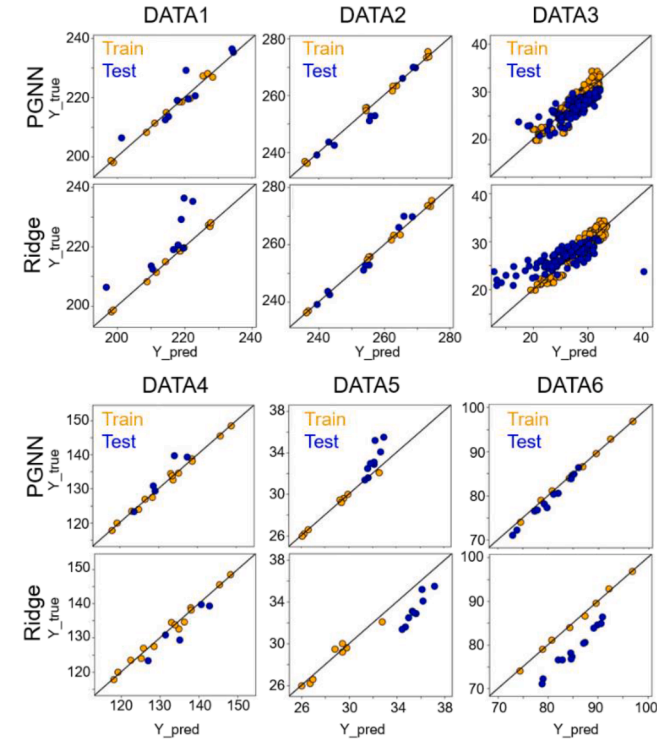 DATA1 DATA2 DATA3
PGNN
Y_true
240
220
200
Train
Test
280
260
240
Train
Test
40
30
20
Train
Test
Ridge
Y_true
240
220
200
280
260
240
40
30
20
200 220 240 240 260 280 20 30 40
Y_pred Y_pred Y_pred
DATA4 DATA5 DATA6
PGNN
Y_true
150
140
130
120
Train
Test
38
34
30
26
Train
Test
100
90
80
70
Train
Test
Ridge
Y_true
150
140
130
120
38
34
30
26
100
90
80
70
120 130 140 150 26 30 34 38 70 80 90 100
Y_pred Y_pred Y_pred